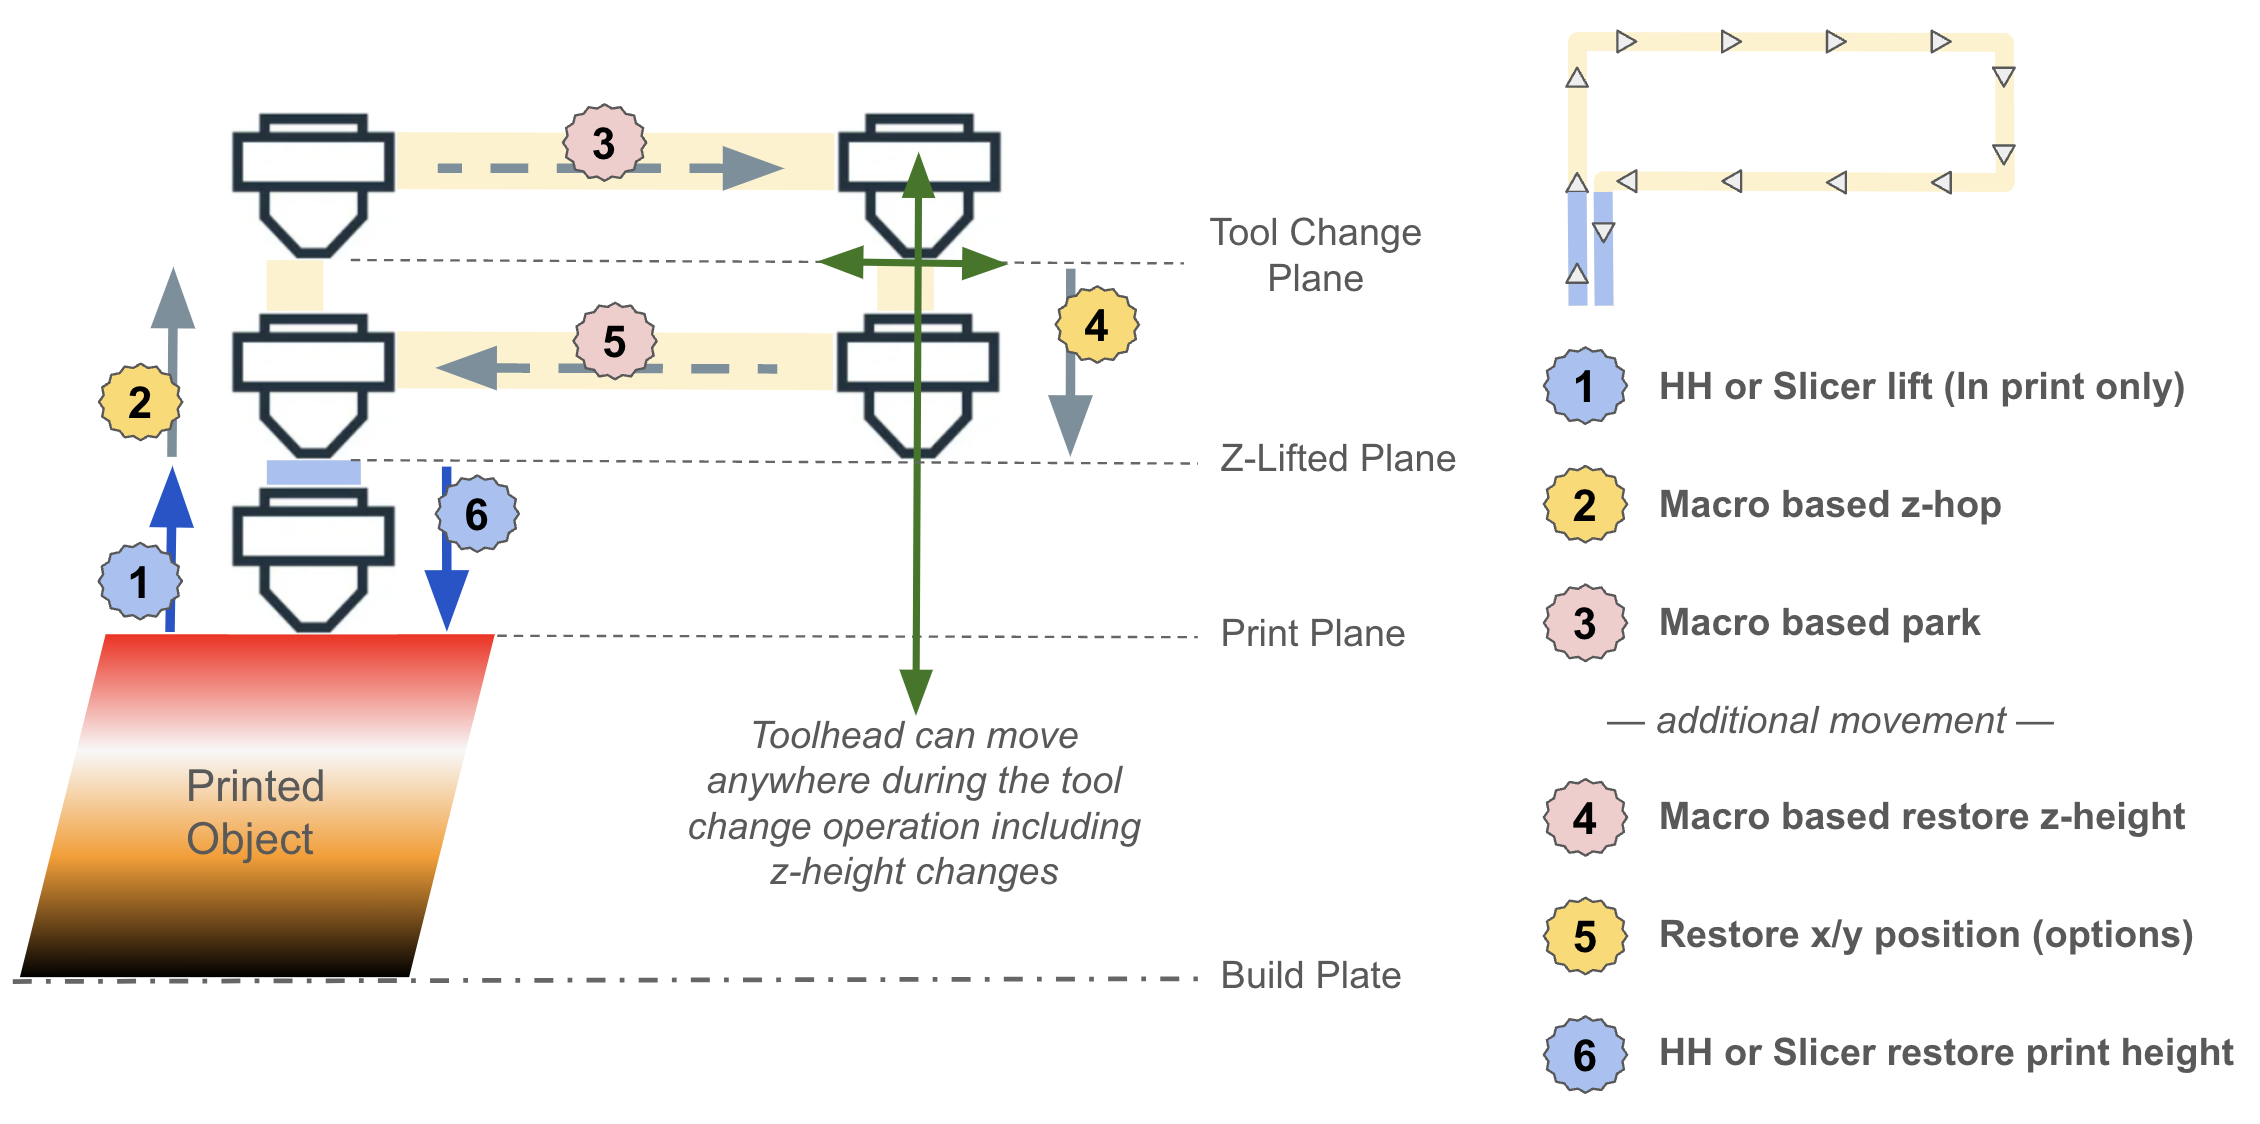 3
Tool Change
Plane
5
4
2
Z-Lifted Plane
6
1
Print Plane
Printed
Object
Toolhead can move
anywhere during the tool
change operation including
z-height changes
Build Plate
1 HH or Slicer lift (In print only)
2 Macro based z-hop
3 Macro based park
— additional movement —
4 Macro based restore z-height
5 Restore x/y position (options)
6 HH or Slicer restore print height